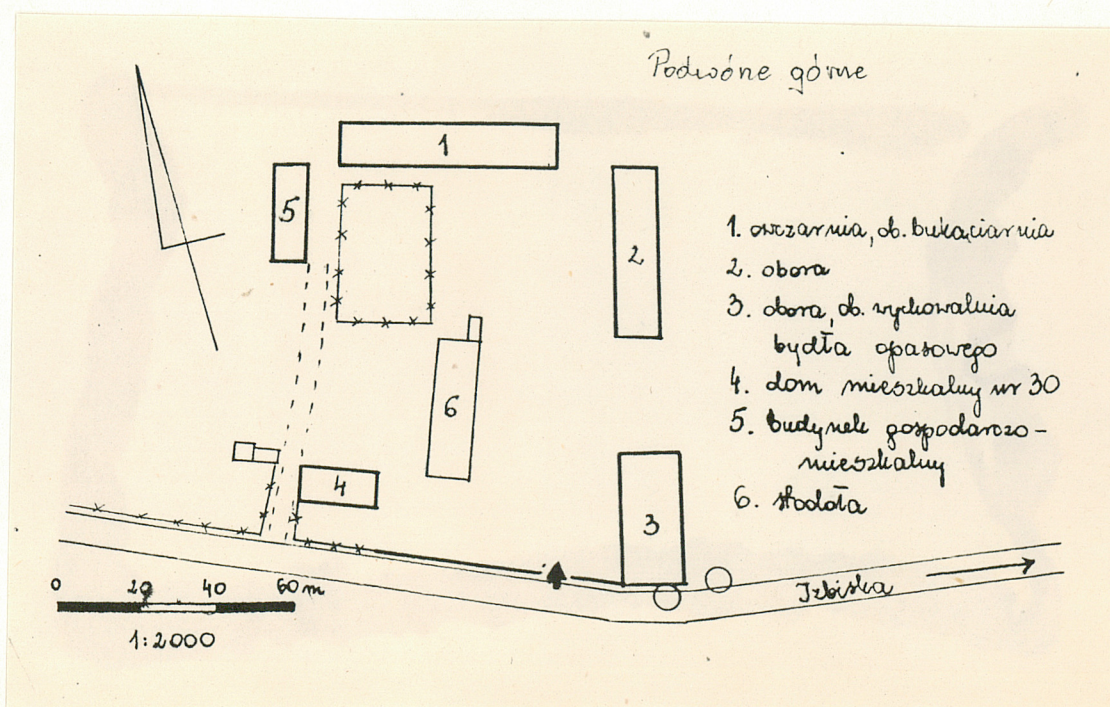 Podwórne górne
1
5
2
6
4
3
1. owczarnia, ob. bukaciarnia
2. obora
3. obora, ob. wychowalnia
bydła opasowego
4. dom mieszkalny nr 30
5. budynek gospodarczo-
mieszkalny
6. stodoła
Izbiska
0 20 40 60 m
1:2000